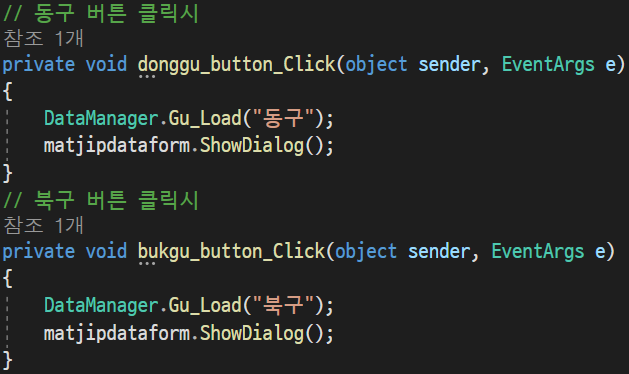 // 동구 버튼 클릭시
참조 1개
private void donggu_button_Click(object sender, EventArgs e)
{
DataManager.Gu_Load("동구");
matjipdataform.ShowDialog();
}
// 북구 버튼 클릭시
참조 1개
private void bukgu_button_Click(object sender, EventArgs e)
{
DataManager.Gu_Load("북구");
matjipdataform.ShowDialog();
}